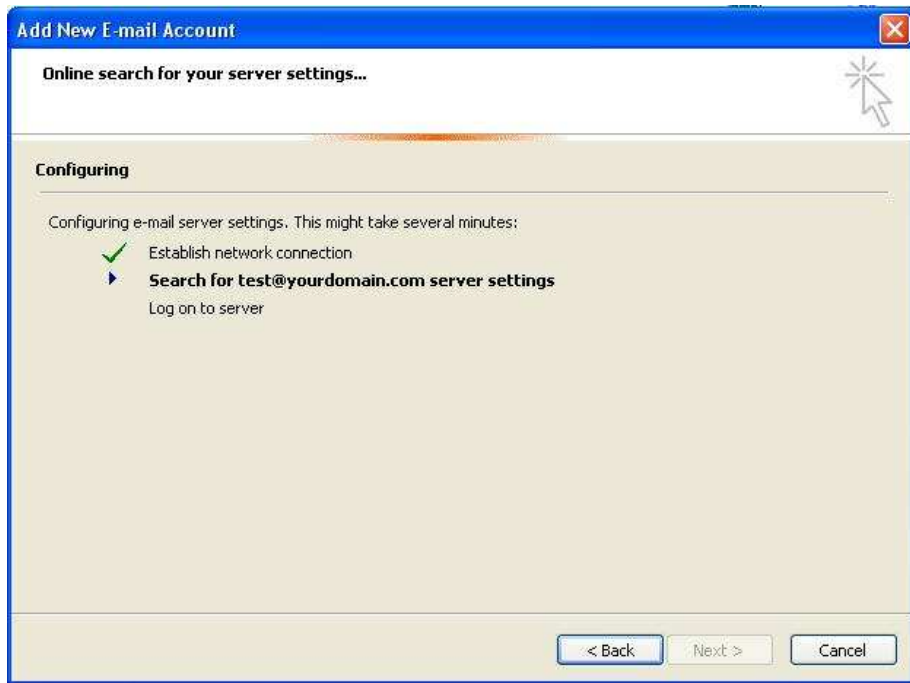 Add New E-mail Account
Online search for your server settings...
Configuring
Configuring e-mail server settings. This might take several minutes:
Establish network connection
Search for test@yourdomain.com server settings
Log on to server
< Back Next > Cancel